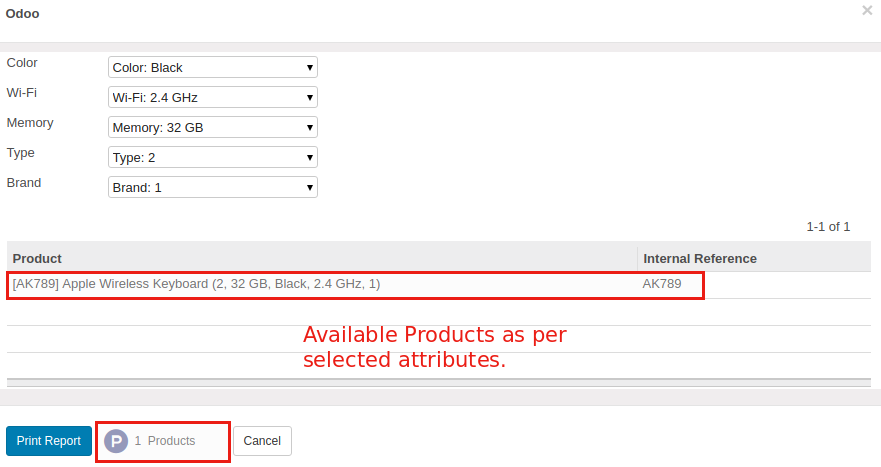 Odoo ×
Color Color: Black
Wi-Fi Wi-Fi: 2.4 GHz
Memory Memory: 32 GB
Type Type: 2
Brand Brand: 1
1-1 of 1
Product Internal Reference
[AK789] Apple Wireless Keyboard (2, 32 GB, Black, 2.4 GHz, 1) AK789
Available Products as per
selected attributes.
Print Report P 1 Products Cancel